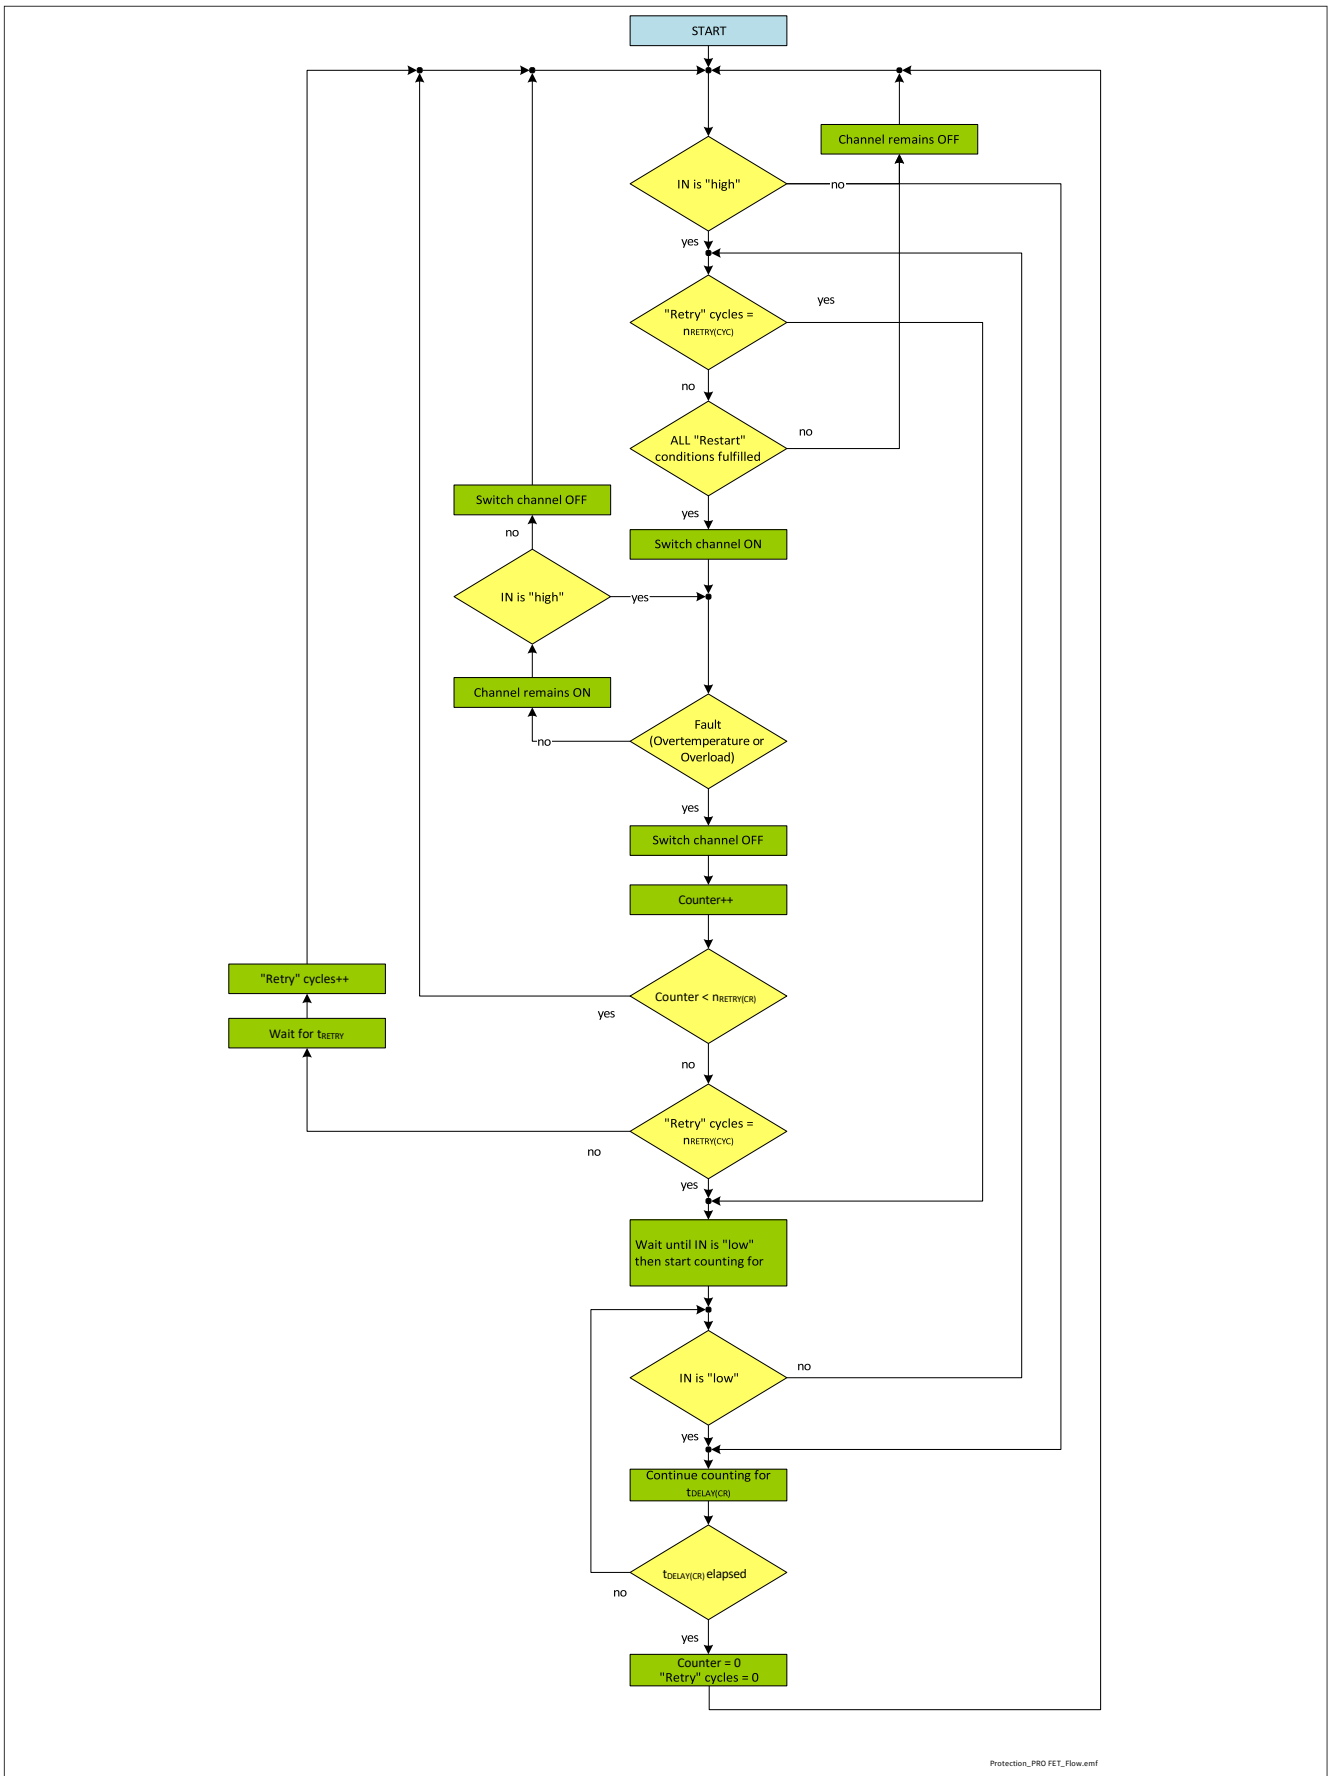 START
Channel remains OFF
IN is "high"
no
yes
"Retry" cycles =
nRETRY(CYC)
yes
no
ALL "Restart"
conditions fulfilled
no
yes
Switch channel OFF
no
Switch channel ON
IN is "high"
yes
Channel remains ON
no
Fault
(Overtemperature or
Overload)
yes
Switch channel OFF
Counter++
"Retry" cycles++
Counter < nRETRY(CR)
yes
Wait for tRETRY
no
"Retry" cycles =
nRETRY(CYC)
no
yes
Wait until IN is "low"
then start counting for
IN is "low"
no
yes
Continue counting for
tDELAY(CR)
tDELAY(CR) elapsed
no
yes
Counter = 0
"Retry" cycles = 0
Protection_PRO FET_Flow.emf